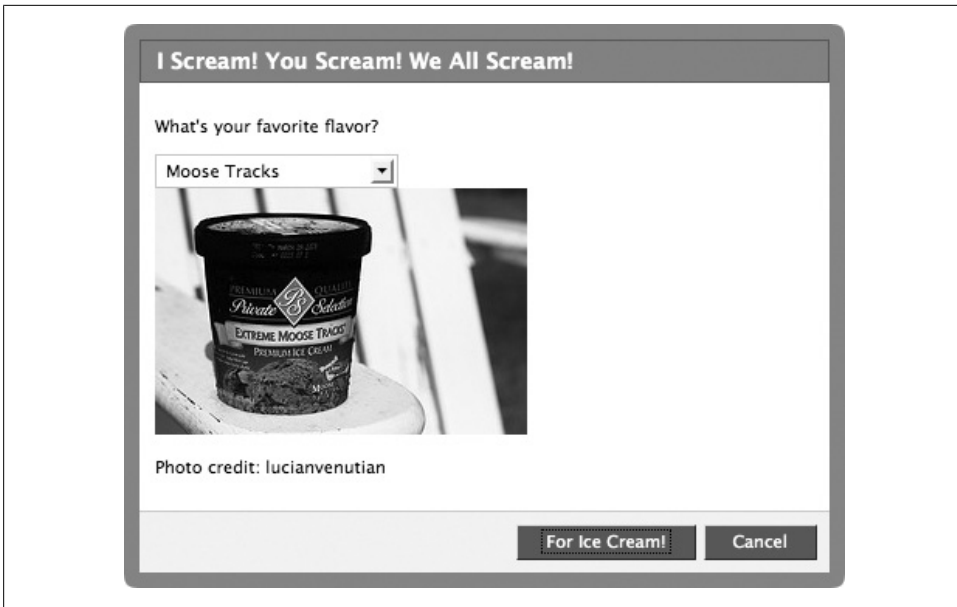 I Scream! You Scream! We All Scream!
What's your favorite flavor?
Moose Tracks
PREMIUM QUALITY
Private PS Selection
EXTREME MOOSE TRACKS
PREMIUM ICE CREAM
Photo credit: lucianvenutian
For Ice Cream!
Cancel